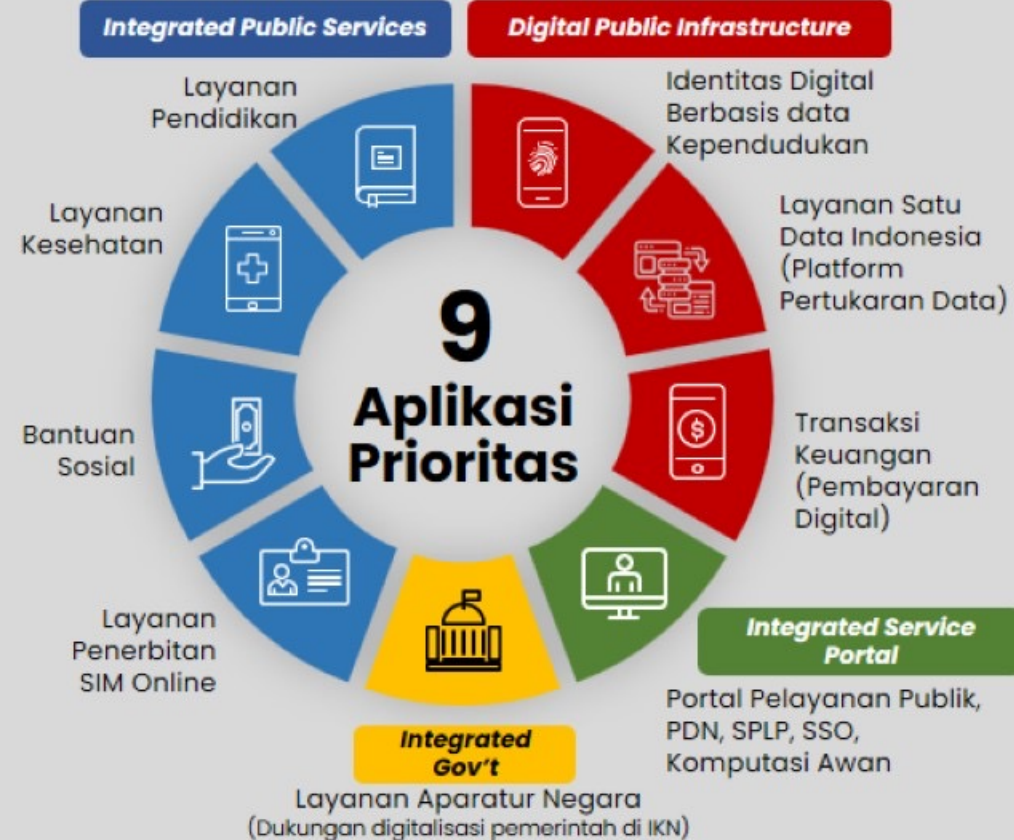 Integrated Public Services
Digital Public Infrastructure
Layanan
Pendidikan
Identitas Digital
Berbasis data
Kependudukan
Layanan
Kesehatan
Layanan Satu
Data Indonesia
(Platform
Pertukaran Data)
9
Aplikasi
Prioritas
Bantuan
Sosial
$
Transaksi
Keuangan
(Pembayaran
Digital)
Layanan
Penerbitan
SIM Online
Integrated Service
Portal
Portal Pelayanan Publik,
PDN, SPLP, SSO,
Komputasi Awan
Integrated
Gov't
Layanan Aparatur Negara
(Dukungan digitalisasi pemerintah di IKN)